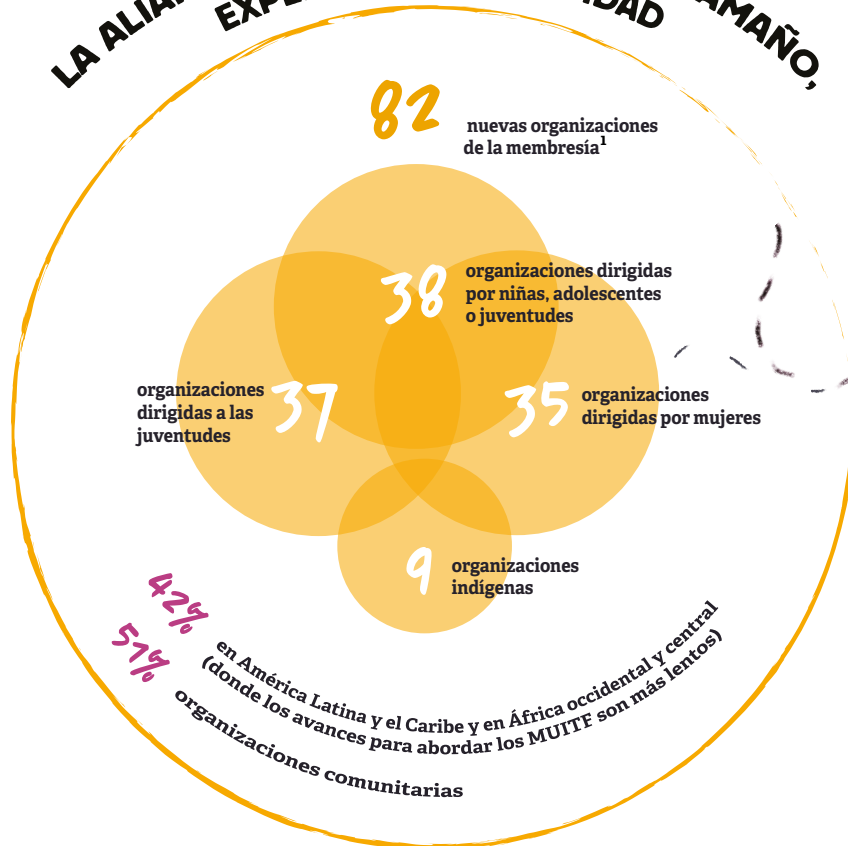 LA
TAMAÑO,
82
nuevas organizaciones
de la membresía¹
38
organizaciones dirigidas
por niñas, adolescentes
o juventudes
organizaciones
dirigidas a las
juventudes
37
35
organizaciones
dirigidas por mujeres
9
organizaciones
indígenas
42%
en América Latina y el Caribe y en África occidental y central
(donde los avances para abordar los MUITF son más lentos)
51%
organizaciones comunitarias